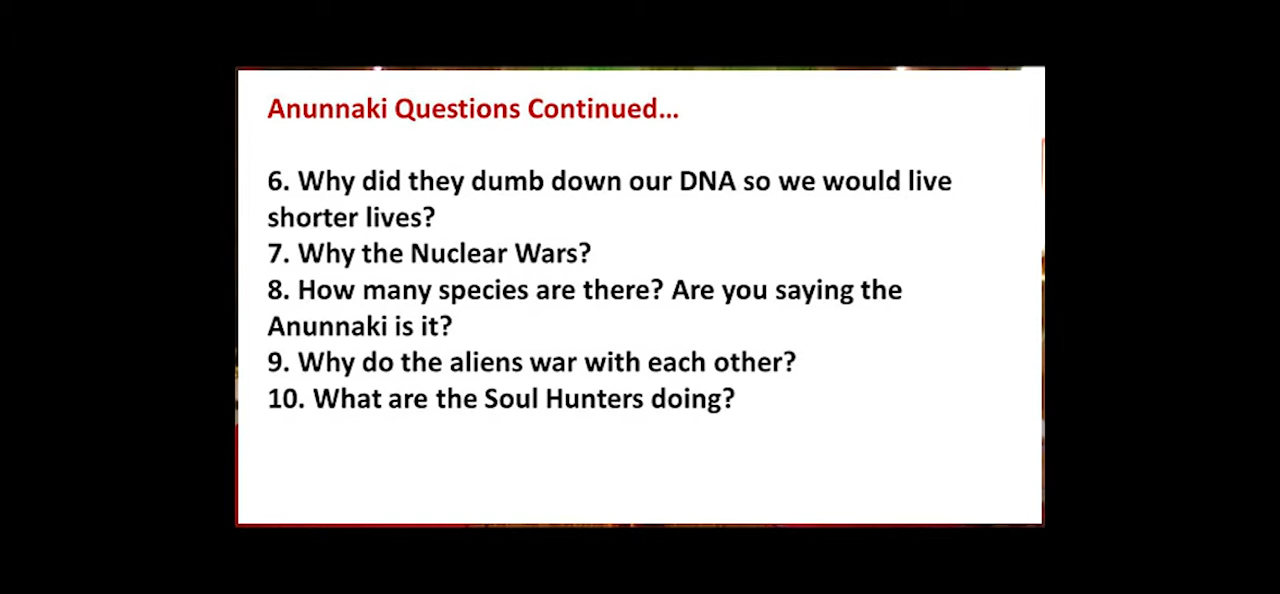 Anunnaki Questions Continued...
6. Why did they dumb down our DNA so we would live
shorter lives?
7. Why the Nuclear Wars?
8. How many species are there? Are you saying the
Anunnaki is it?
9. Why do the aliens war with each other?
10. What are the Soul Hunters doing?